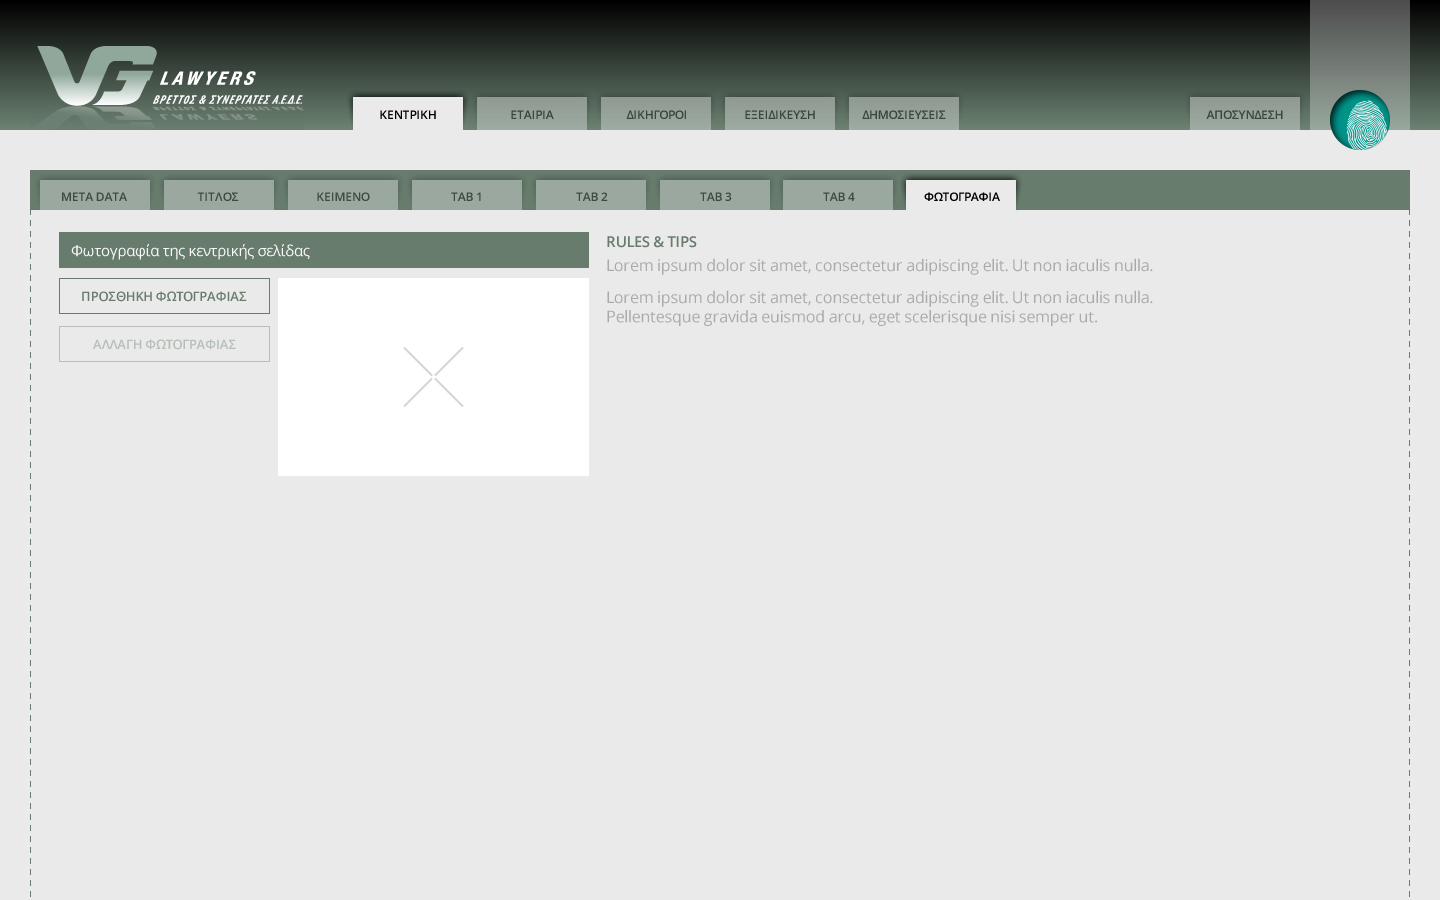 VG LAWYERS
ΒΡΕΤΤΟΣ & ΣΥΝΕΡΓΑΤΕΣ Α.Ε.Δ.Ε.
ΚΕΝΤΡΙΚΗ ΕΤΑΙΡΙΑ ΔΙΚΗΓΟΡΟΙ ΕΞΕΙΔΙΚΕΥΣΗ ΔΗΜΟΣΙΕΥΣΕΙΣ ΑΠΟΣΥΝΔΕΣΗ
META DATA ΤΙΤΛΟΣ ΚΕΙΜΕΝΟ TAB 1 TAB 2 TAB 3 TAB 4 ΦΩΤΟΓΡΑΦΙΑ
Φωτογραφία της κεντρικής σελίδας
ΠΡΟΣΘΗΚΗ ΦΩΤΟΓΡΑΦΙΑΣ
ΑΛΛΑΓΗ ΦΩΤΟΓΡΑΦΙΑΣ
RULES & TIPS
Lorem ipsum dolor sit amet, consectetur adipiscing elit. Ut non iaculis nulla.
Lorem ipsum dolor sit amet, consectetur adipiscing elit. Ut non iaculis nulla.
Pellentesque gravida euismod arcu, eget scelerisque nisi semper ut.